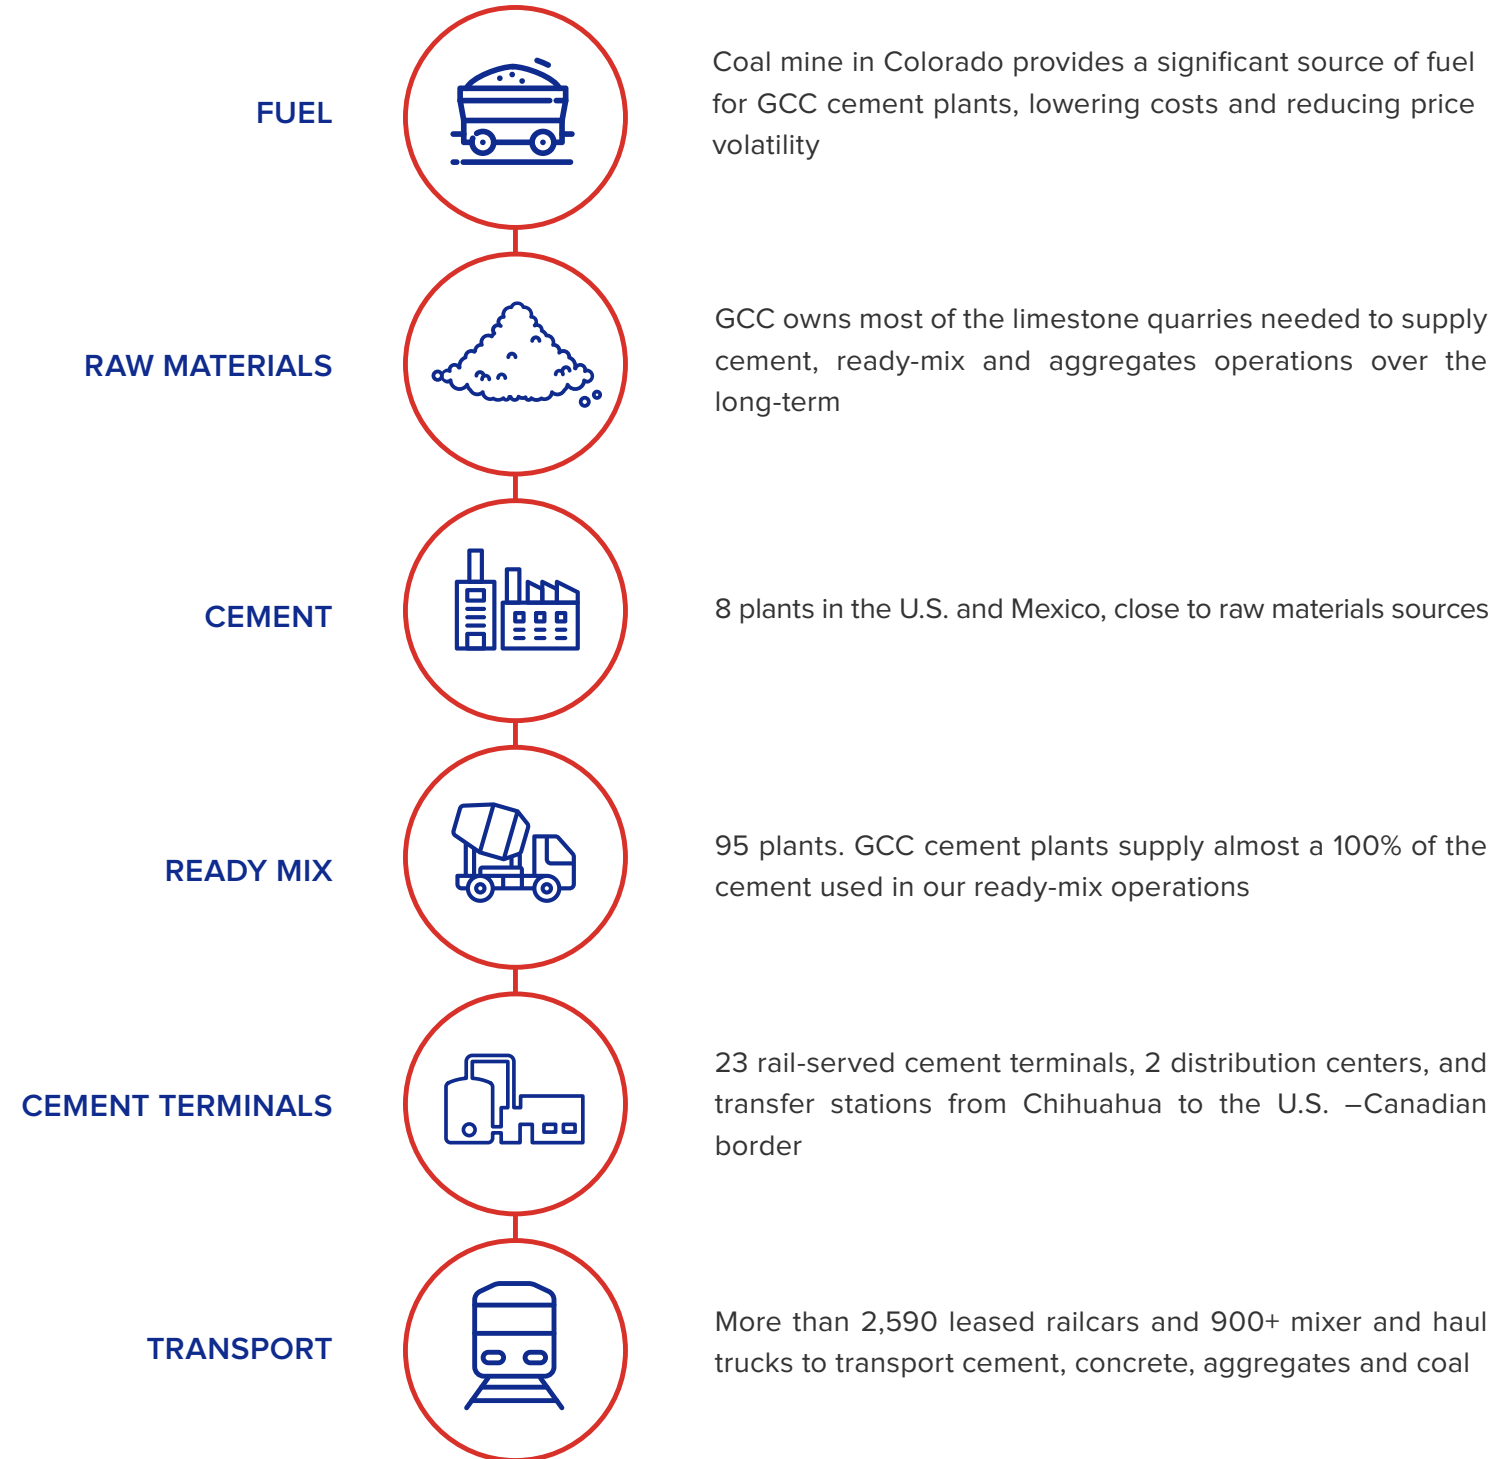 FUEL
Coal mine in Colorado provides a significant source of fuel
for GCC cement plants, lowering costs and reducing price
volatility
RAW MATERIALS
GCC owns most of the limestone quarries needed to supply
cement, ready-mix and aggregates operations over the
long-term
CEMENT
8 plants in the U.S. and Mexico, close to raw materials sources
READY MIX
95 plants. GCC cement plants supply almost a 100% of the
cement used in our ready-mix operations
CEMENT TERMINALS
23 rail-served cement terminals, 2 distribution centers, and
transfer stations from Chihuahua to the U.S. –Canadian
border
TRANSPORT
More than 2,590 leased railcars and 900+ mixer and haul
trucks to transport cement, concrete, aggregates and coal